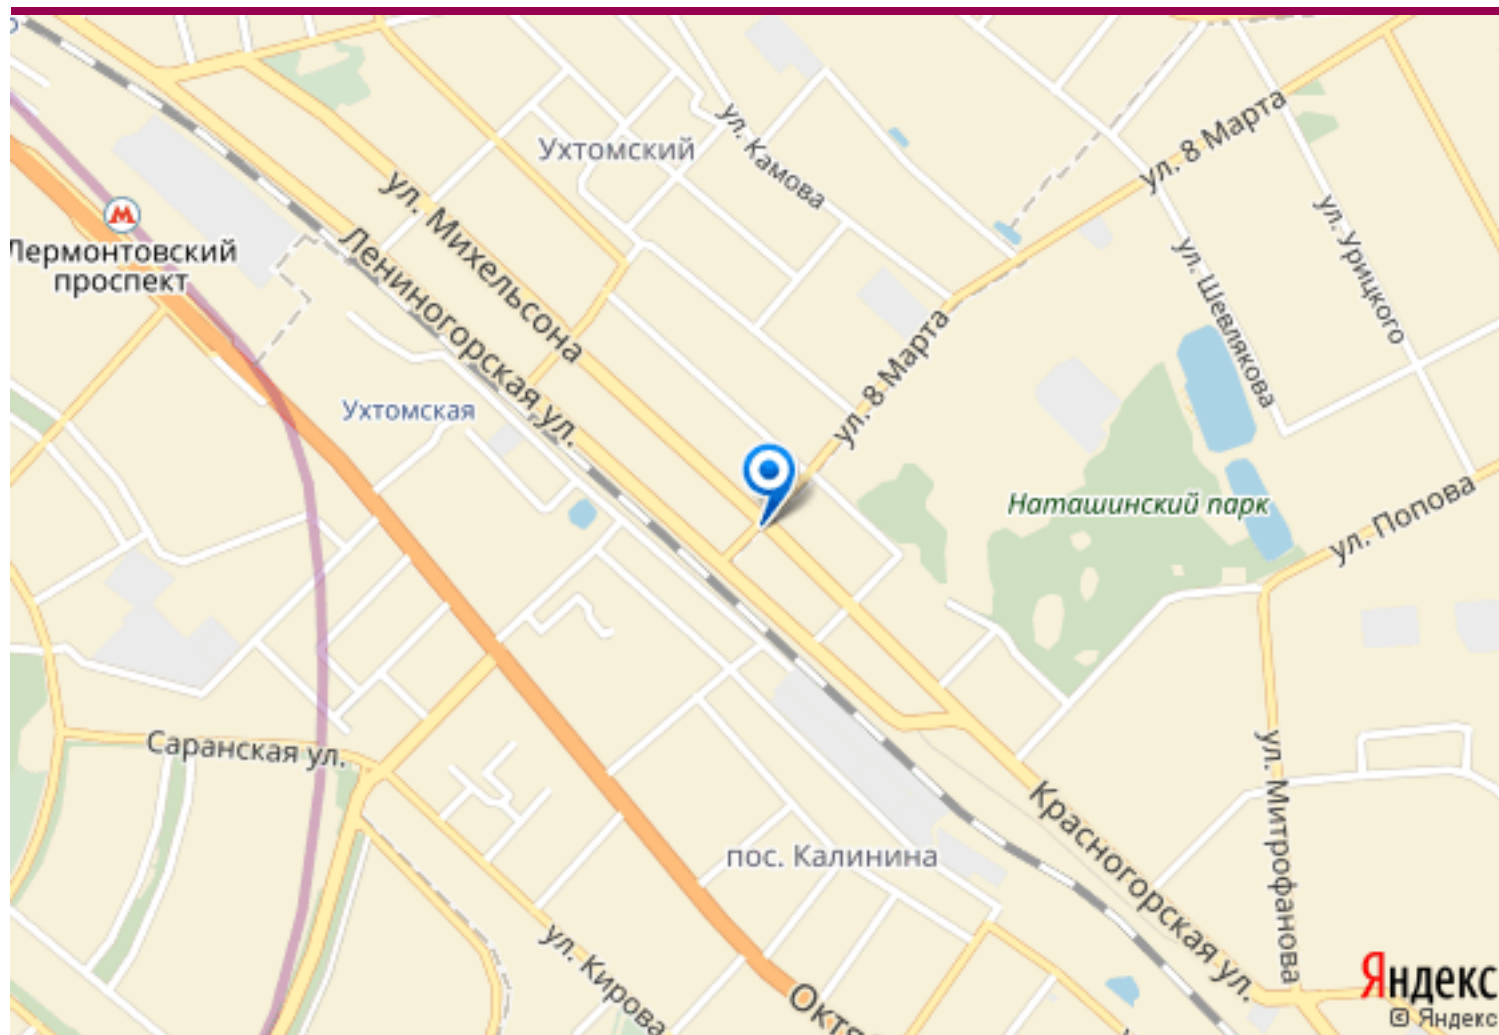 ул. Камова
ул. 8 Марта
Ухтомский
ул. Михельсона
ул. Урицкого
Лермонтовский
проспект
Лениногорская ул.
ул. Шевлякова
ул. 8 Марта
Ухтомская
Наташинский парк
ул. Попова
Саранская ул.
ул. Митрофанова
Красногорская ул.
пос. Калинина
ул. Кирова
Октя
Яндекс
© Яндекс